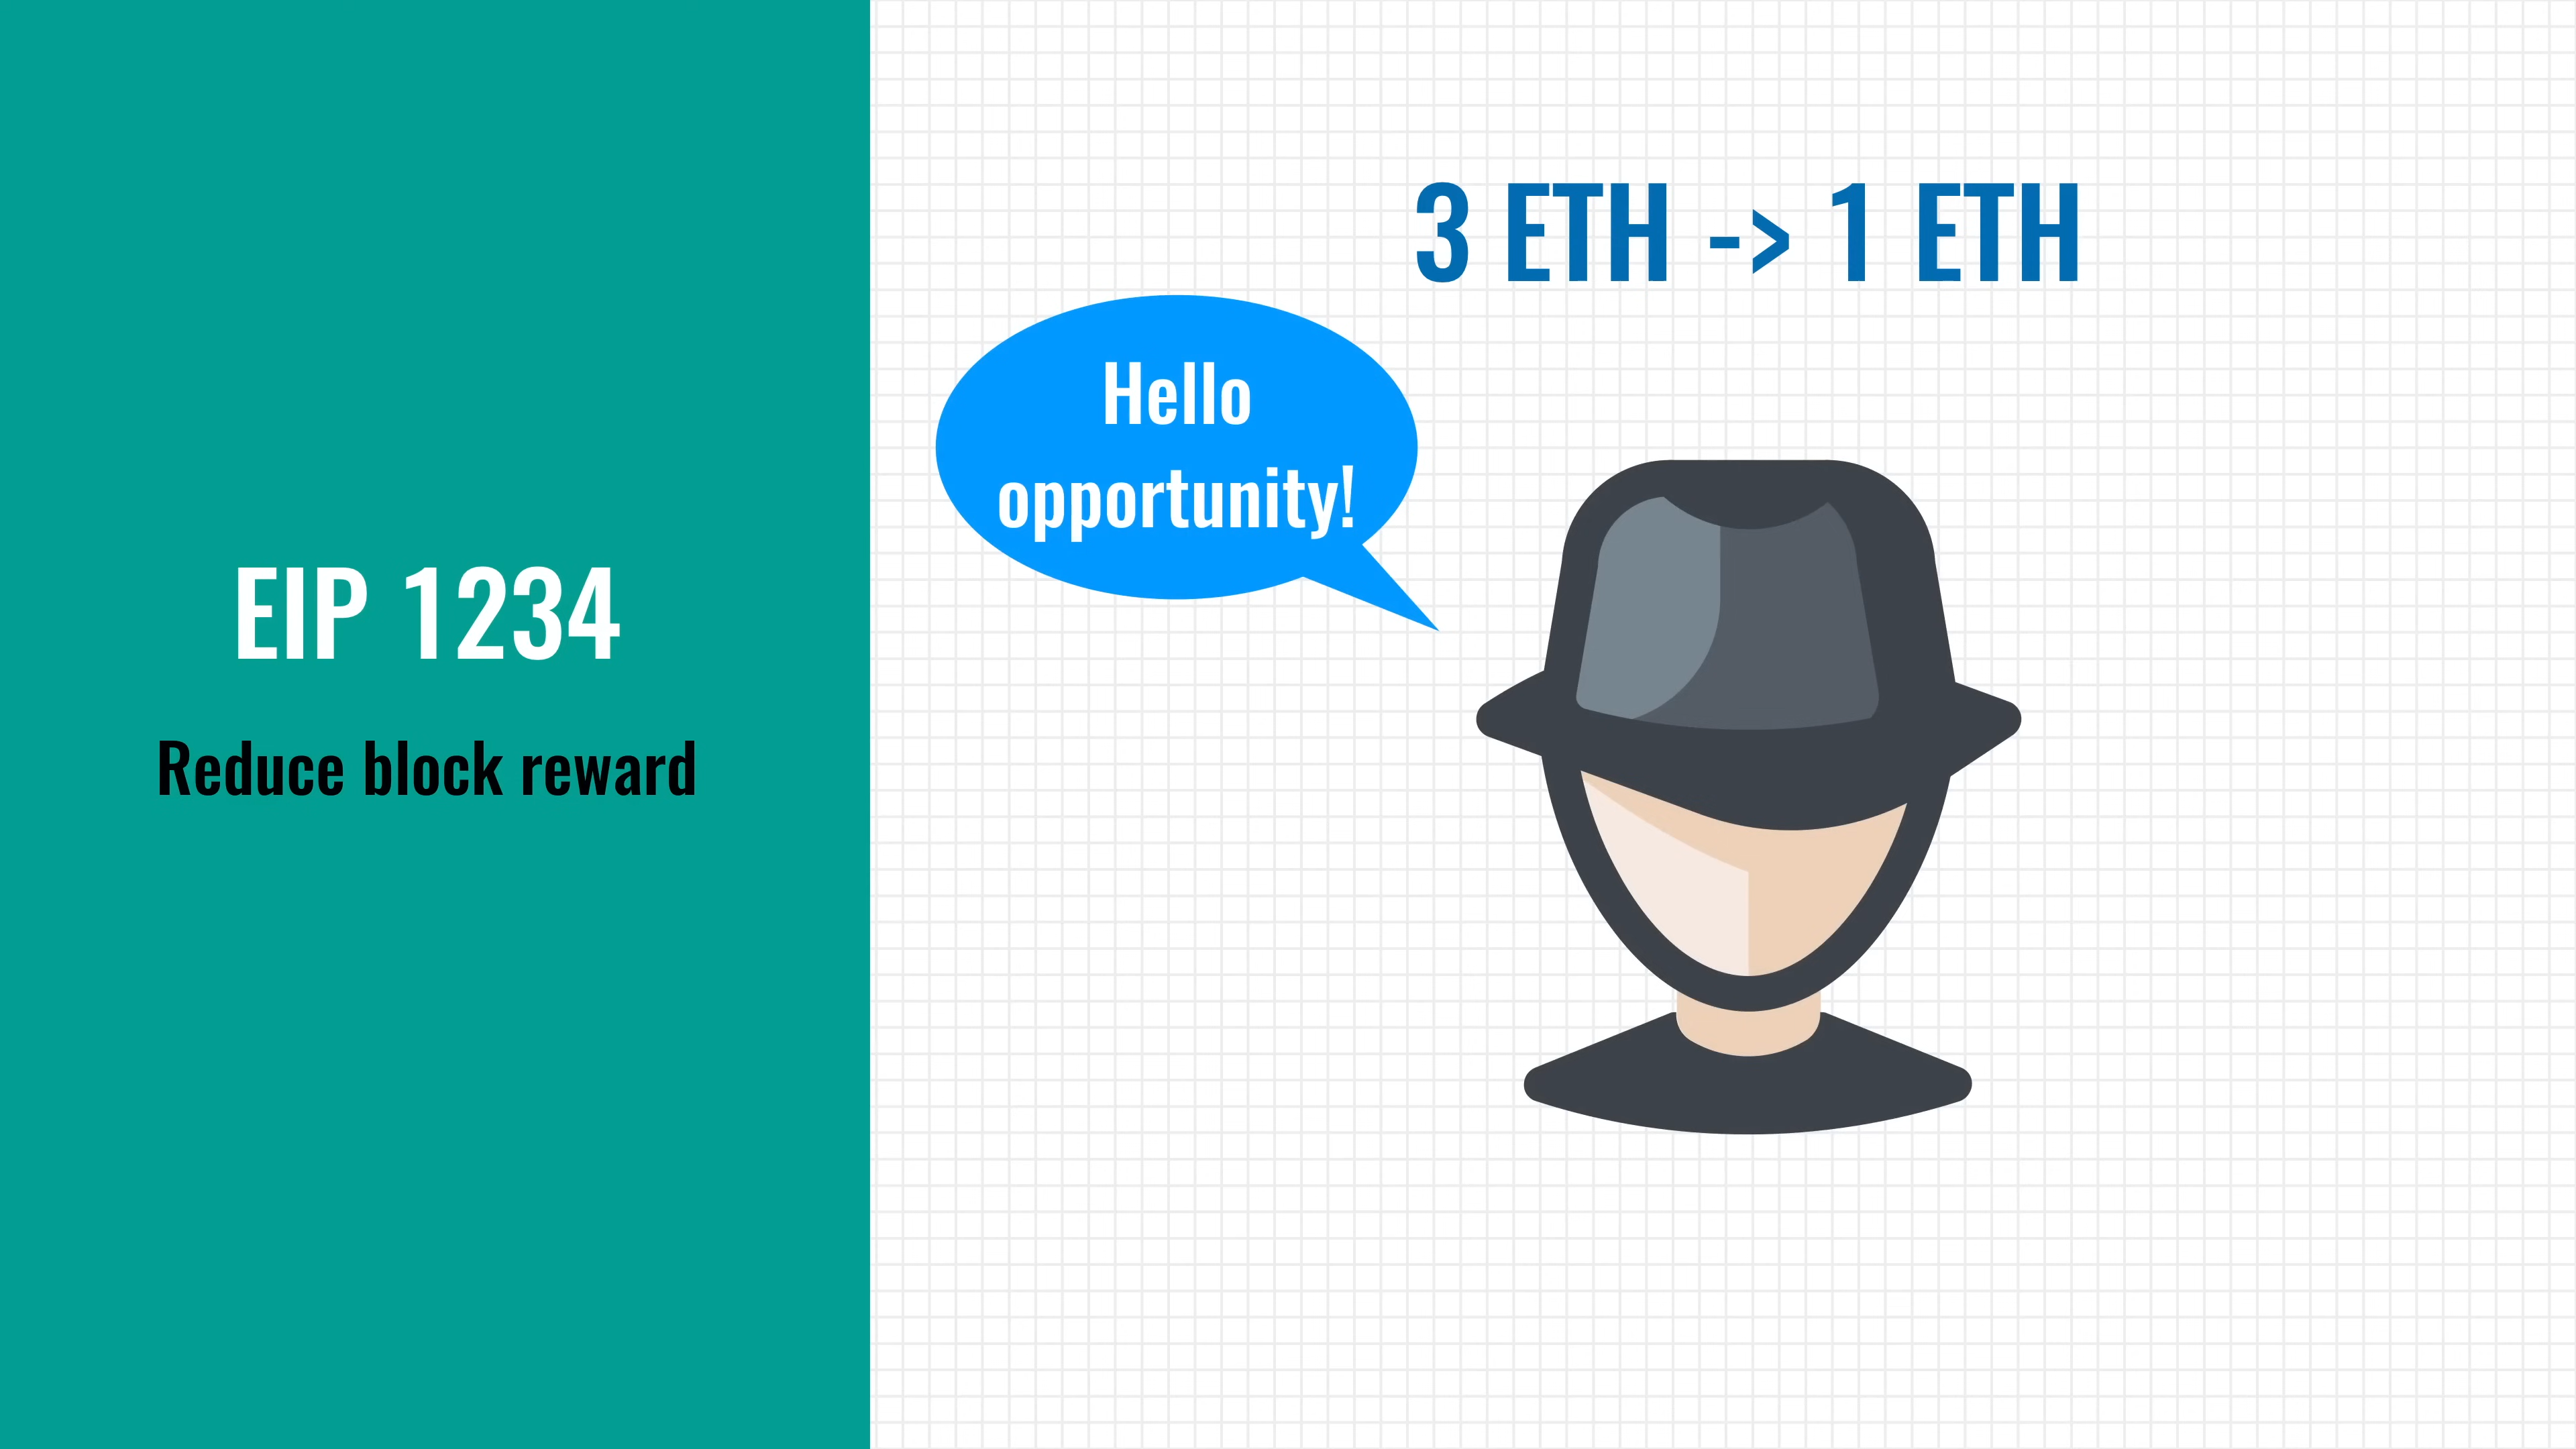 EIP 1234
Reduce block reward
3 ETH -> 1 ETH
Hello
opportunity!